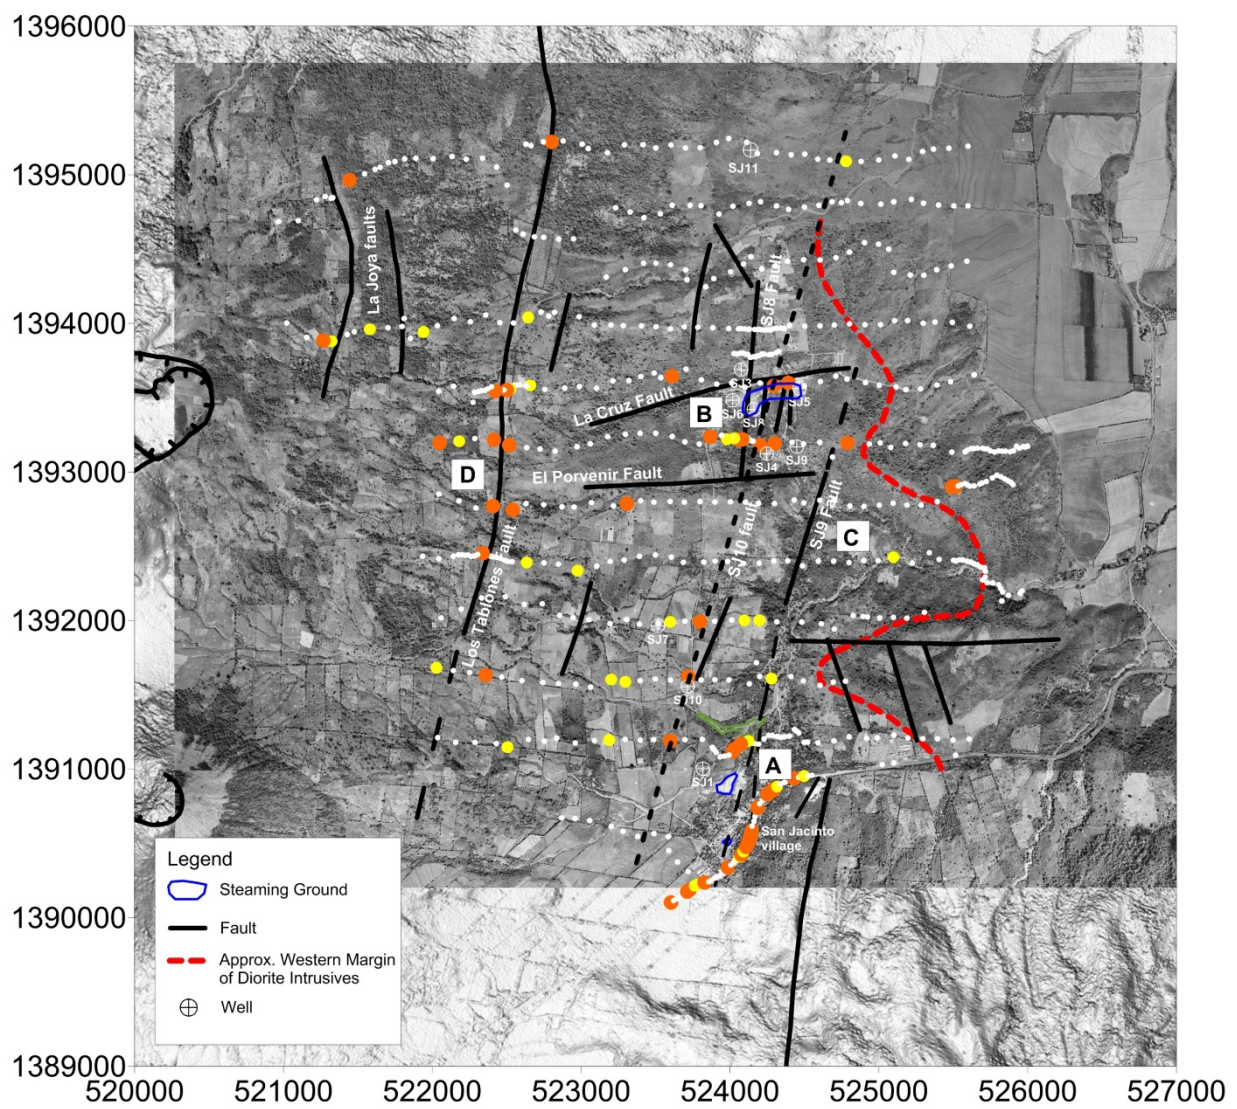 1396000
1395000
1394000
1393000
1392000
1391000
1390000
1389000
520000
521000
522000
523000
524000
525000
526000
527000
SJ11
La Joya faults
SJ8 Fault
SJ3
La Cruz Fault
B
SJ6
SJ5
SJ8
D
SJ4
SJ9
El Porvenir Fault
SJ10 fault
SJ9 Fault
C
Los Tablones Fault
SJ7
SJ10
A
SJ1
San Jacinto
village
Legend
Steaming Ground
Fault
Approx. Western Margin
of Diorite Intrusives
Well